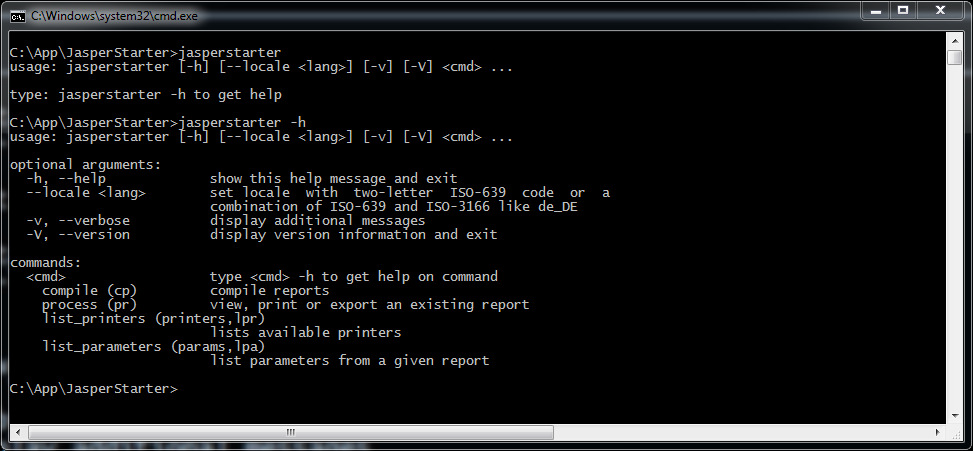 C:\Windows\system32\cmd.exe
C:\App\JasperStarter>jasperstarter
usage: jasperstarter [-h] [--locale <lang>] [-v] [-V] <cmd> ...
type: jasperstarter -h to get help
C:\App\JasperStarter>jasperstarter -h
usage: jasperstarter [-h] [--locale <lang>] [-v] [-V] <cmd> ...
optional arguments:
-h, --help show this help message and exit
--locale <lang> set locale with two-letter ISO-639 code or a
combination of ISO-639 and ISO-3166 like de_DE
-v, --verbose display additional messages
-V, --version display version information and exit
commands:
<cmd> type <cmd> -h to get help on command
compile (cp) compile reports
process (pr) view, print or export an existing report
list_printers (printers,lpr)
lists available printers
list_parameters (params,lpa)
list parameters from a given report
C:\App\JasperStarter>